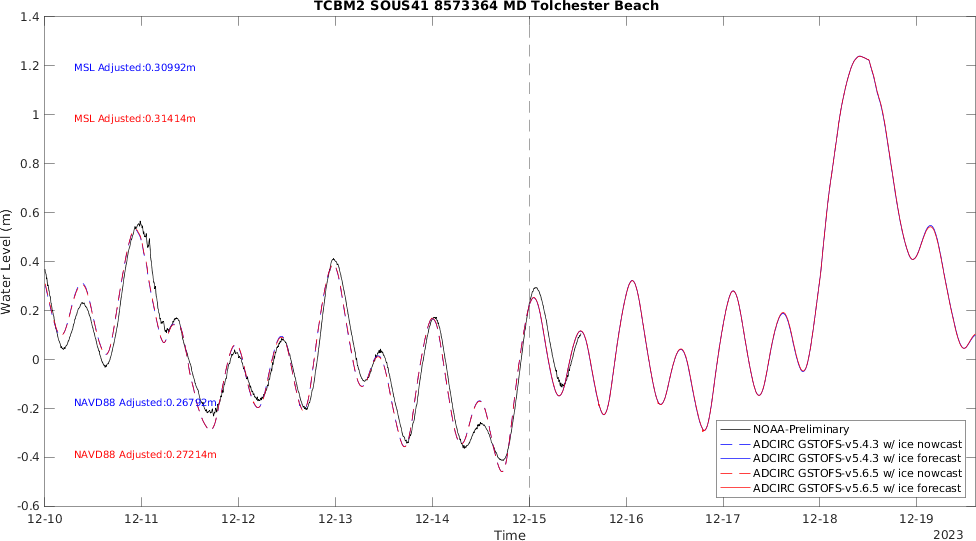 TCBM2 SOUS41 8573364 MD Tolchester Beach
1.4
1.2
1
0.8
0.6
0.4
0.2
0
-0.2
-0.4
-0.6
Water Level (m)
MSL Adjusted:0.30992m
MSL Adjusted:0.31414m
NAVD88 Adjusted:0.26792m
NAVD88 Adjusted:0.27214m
NOAA-Preliminary
ADCIRC GSTOFS-v5.4.3 w/ ice nowcast
ADCIRC GSTOFS-v5.4.3 w/ ice forecast
ADCIRC GSTOFS-v5.6.5 w/ ice nowcast
ADCIRC GSTOFS-v5.6.5 w/ ice forecast
12-10 12-11 12-12 12-13 12-14 12-15 12-16 12-17 12-18 12-19
Time
2023